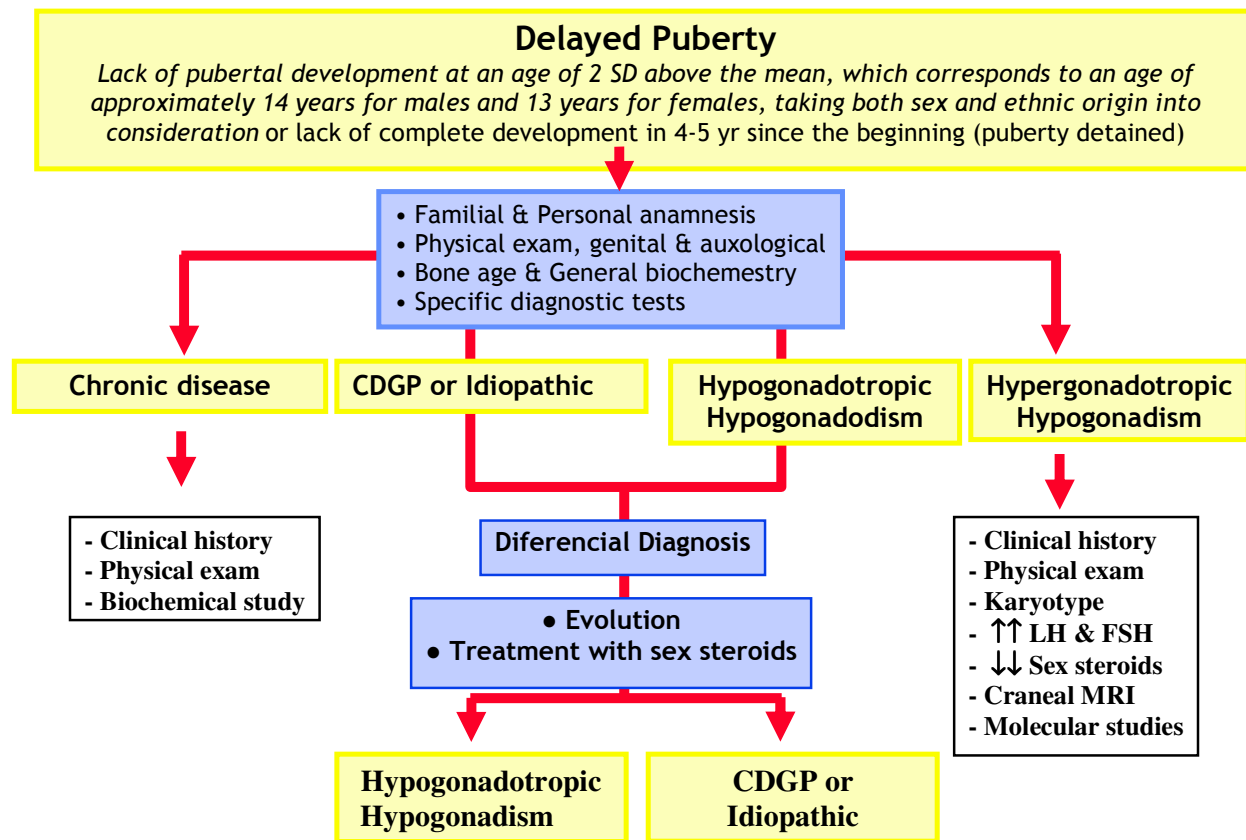 Delayed Puberty
Lack of pubertal development at an age of 2 SD above the mean, which corresponds to an age of
approximately 14 years for males and 13 years for females, taking both sex and ethnic origin into
consideration or lack of complete development in 4-5 yr since the beginning (puberty detained)
• Familial & Personal anamnesis
• Physical exam, genital & auxological
• Bone age & General biochemestry
• Specific diagnostic tests
Chronic disease
CDGP or Idiopathic
Hypogonadotropic
Hypogonadodism
Hypergonadotropic
Hypogonadism
- Clinical history
- Physical exam
- Biochemical study
Diferencial Diagnosis
● Evolution
● Treatment with sex steroids
- Clinical history
- Physical exam
- Karyotype
- ↑↑ LH & FSH
- ↓↓ Sex steroids
- Craneal MRI
- Molecular studies
Hypogonadotropic
Hypogonadism
CDGP or
Idiopathic